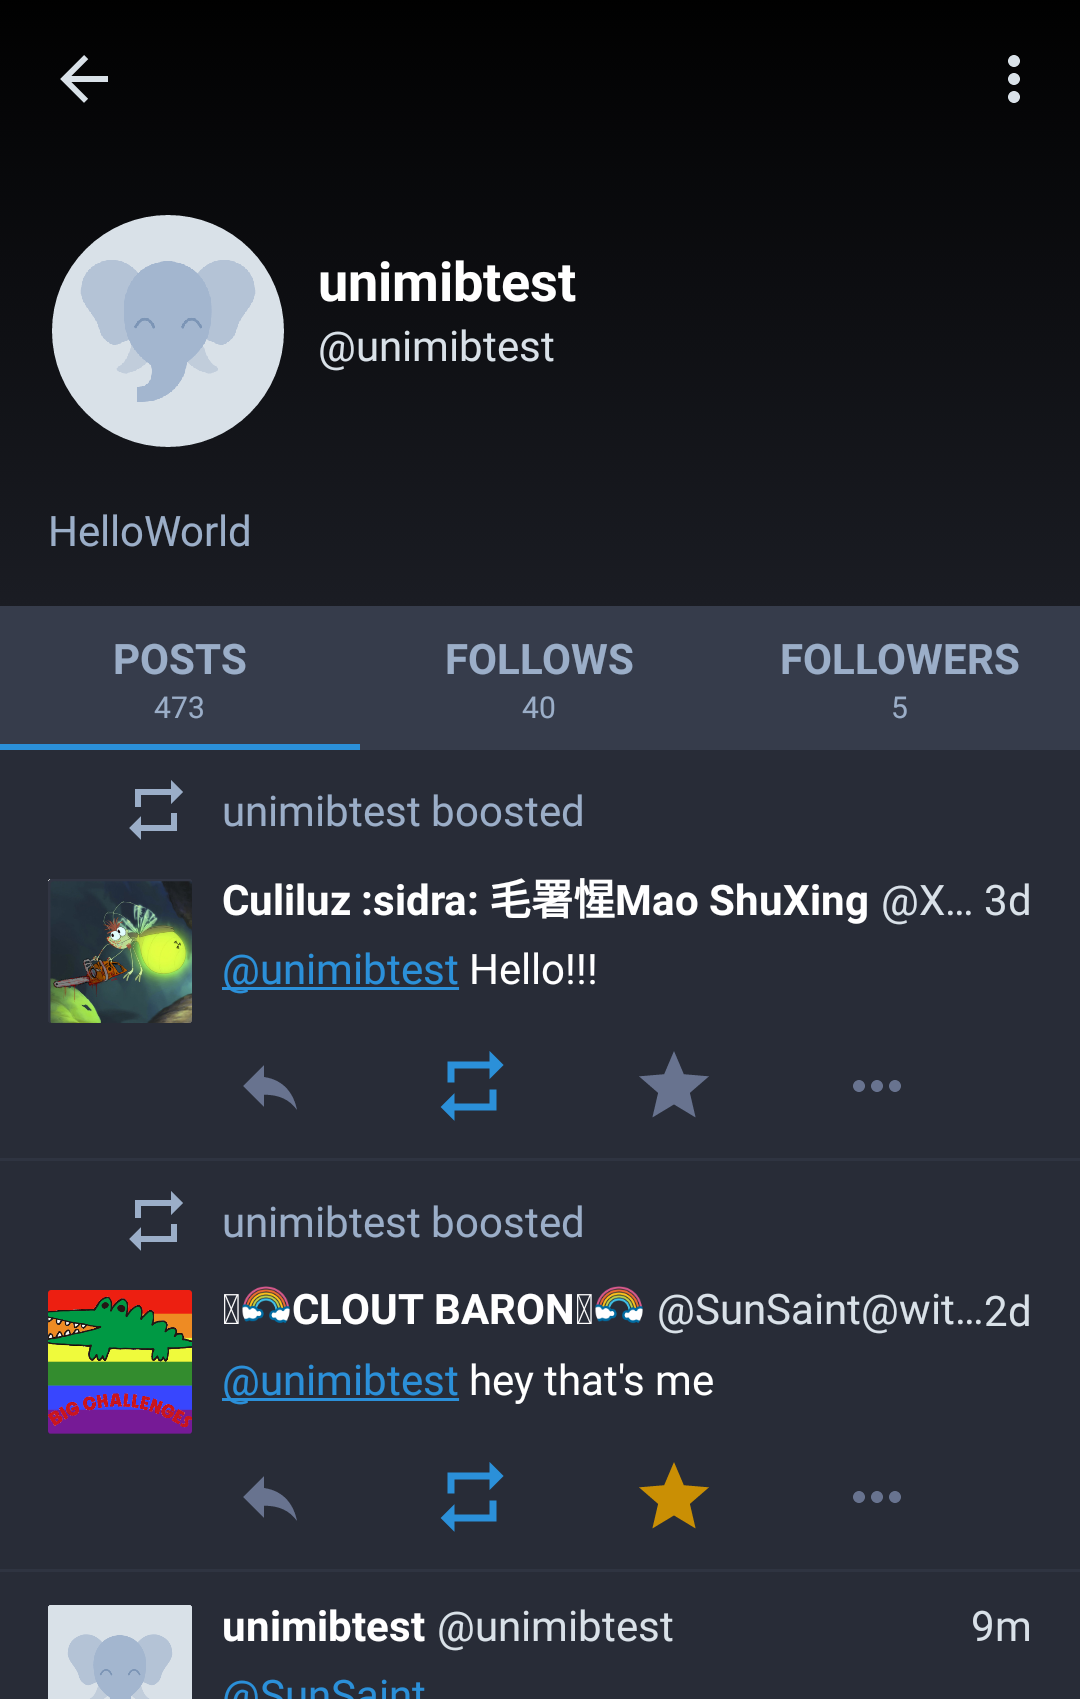 unimibtest
@unimibtest
HelloWorld
POSTS
473
FOLLOWS
40
FOLLOWERS
5
unimibtest boosted
Culiluz :sidra: 毛署惺Mao ShuXing @X... 3d
@unimibtest Hello!!!
unimibtest boosted
🌈CLOUT BARON🌈 @SunSaint@wit...2d
@unimibtest hey that's me
BIG CHALLENGES
unimibtest @unimibtest 9m
@SunSaint